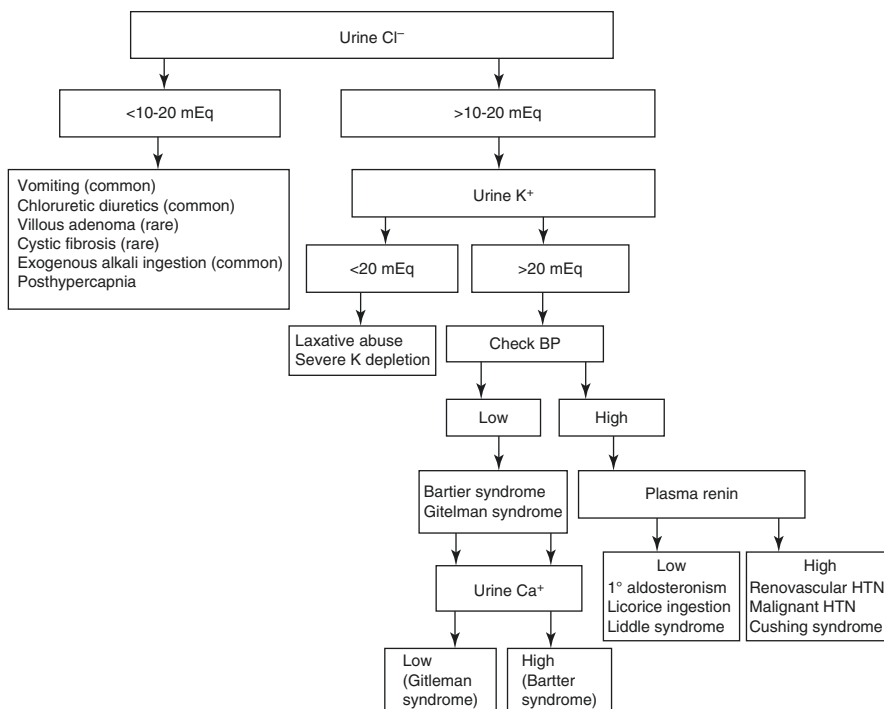 Urine Cl⁻
<10-20 mEq
>10-20 mEq
Vomiting (common)
Chloruretic diuretics (common)
Villous adenoma (rare)
Cystic fibrosis (rare)
Exogenous alkali ingestion (common)
Posthypercapnia
Urine K⁺
<20 mEq
>20 mEq
Laxative abuse
Severe K depletion
Check BP
Low
High
Bartier syndrome
Gitelman syndrome
Plasma renin
Urine Ca⁺
Low
1° aldosteronism
Licorice ingestion
Liddle syndrome
High
Renovascular HTN
Malignant HTN
Cushing syndrome
Low
(Gitleman
syndrome)
High
(Bartter
syndrome)